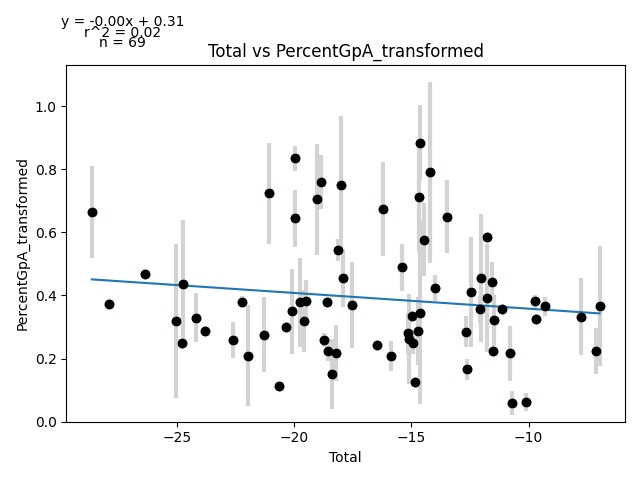 y = -0.00x + 0.31
r^2 = 0.02
n = 69
Total vs PercentGpA_transformed
PercentGpA_transformed
1.0
0.8
0.6
0.4
0.2
0.0
−25
−20
−15
−10
Total